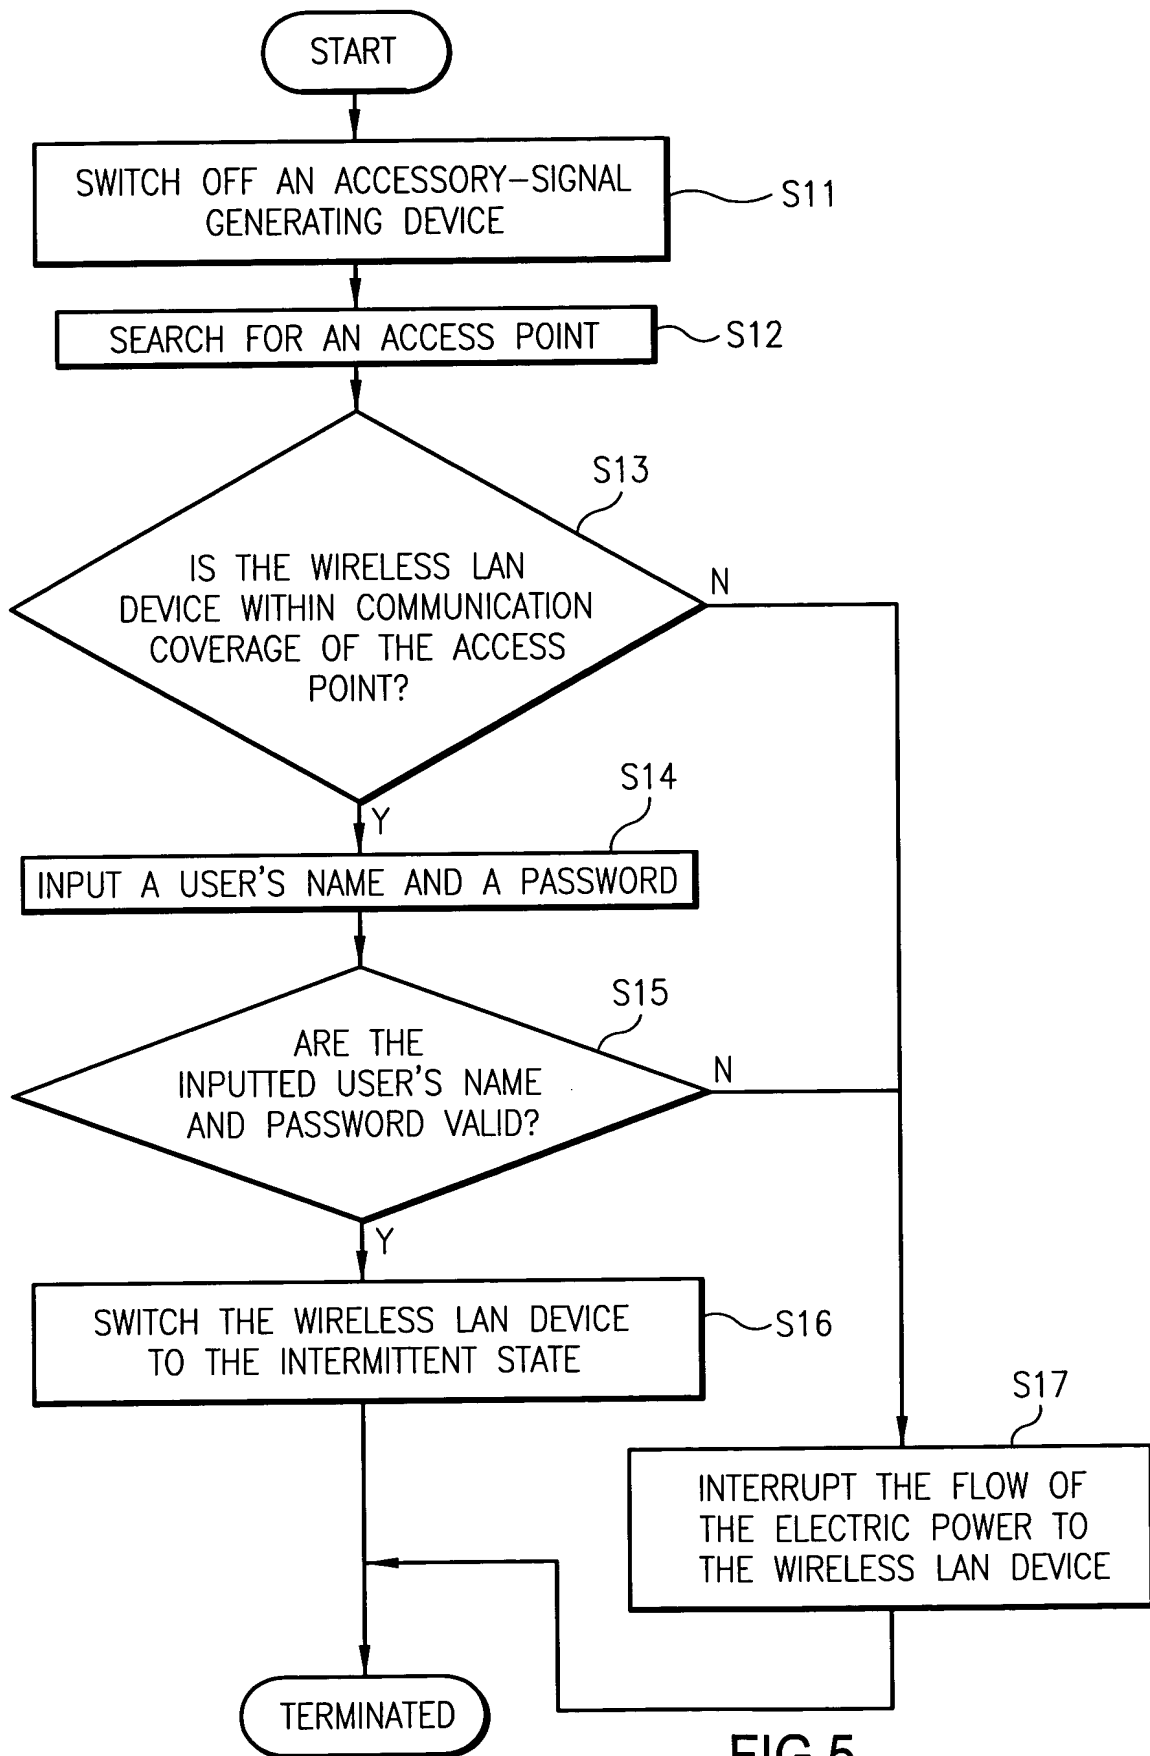 START
SWITCH OFF AN ACCESSORY-SIGNAL
GENERATING DEVICE
S11
SEARCH FOR AN ACCESS POINT
S12
S13
IS THE WIRELESS LAN
DEVICE WITHIN COMMUNICATION
COVERAGE OF THE ACCESS
POINT?
N
Y
S14
INPUT A USER'S NAME AND A PASSWORD
S15
ARE THE
INPUTTED USER'S NAME
AND PASSWORD VALID?
N
Y
SWITCH THE WIRELESS LAN DEVICE
TO THE INTERMITTENT STATE
S16
S17
INTERRUPT THE FLOW OF
THE ELECTRIC POWER TO
THE WIRELESS LAN DEVICE
TERMINATED
FIG.5